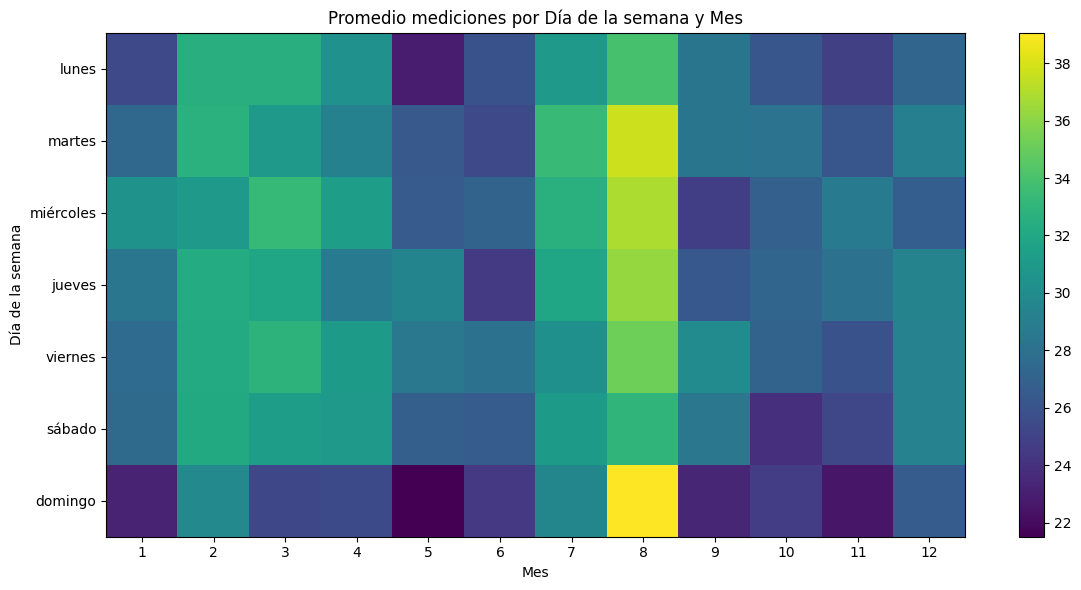 Promedio mediciones por Día de la semana y Mes
Día de la semana
lunes
martes
miércoles
jueves
viernes
sábado
domingo
1 2 3 4 5 6 7 8 9 10 11 12
Mes
38
36
34
32
30
28
26
24
22